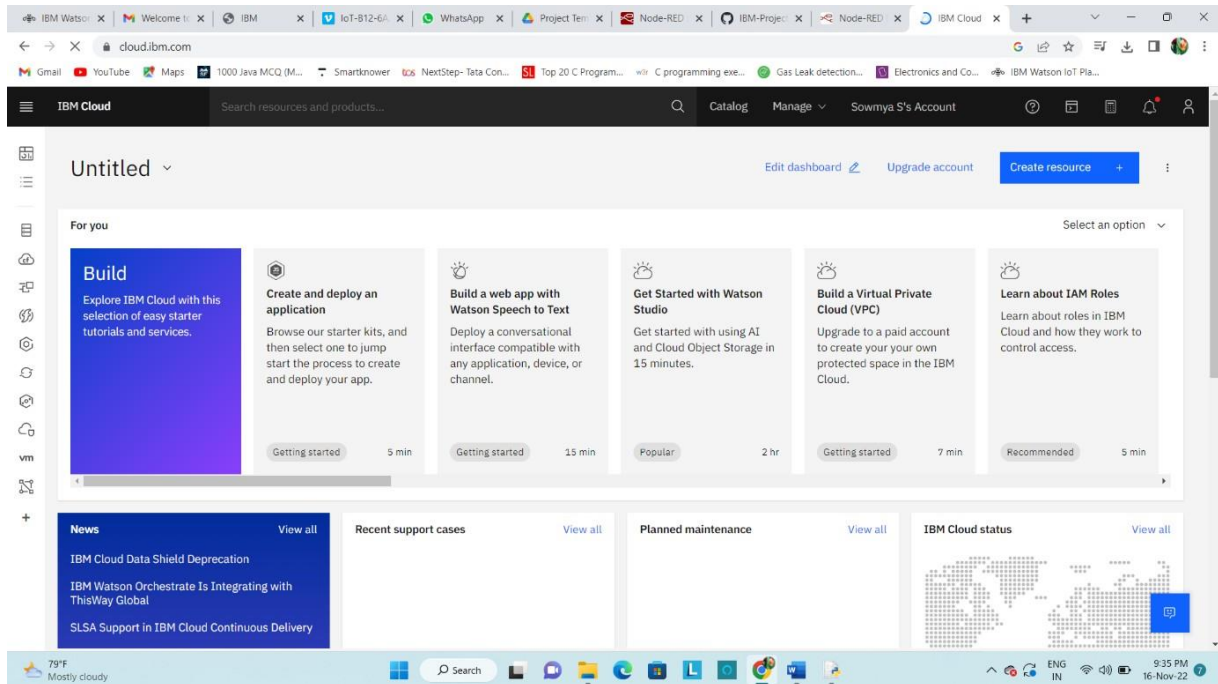 IBM Watson
Welcome to
IBM
IoT-B12-6A
WhatsApp
Project Tem
Node-RED
IBM-Projec
Node-RED
IBM Cloud
cloud.ibm.com
Gmail
YouTube
Maps
1000 Java MCQ (M...
Smartknower
tcs NextStep- Tata Con...
SL Top 20 C Program...
C programming exe...
Gas Leak detection...
Electronics and Co...
IBM Watson IoT Pla...
IBM Cloud
Search resources and products...
Catalog
Manage
Sowmya S's Account
Untitled
Edit dashboard
Upgrade account
Create resource +
For you
Select an option
Build
Explore IBM Cloud with this
selection of easy starter
tutorials and services.
Create and deploy an
application
Browse our starter kits, and
then select one to jump
start the process to create
and deploy your app.
Getting started 5 min
Build a web app with
Watson Speech to Text
Deploy a conversational
interface compatible with
any application, device, or
channel.
Getting started 15 min
Get Started with Watson
Studio
Get started with using AI
and Cloud Object Storage in
15 minutes.
Popular 2 hr
Build a Virtual Private
Cloud (VPC)
Upgrade to a paid account
to create your your own
protected space in the IBM
Cloud.
Getting started 7 min
Learn about IAM Roles
Learn about roles in IBM
Cloud and how they work to
control access.
Recommended 5 min
vm
News View all
IBM Cloud Data Shield Deprecation
IBM Watson Orchestrate Is Integrating with
ThisWay Global
SLSA Support in IBM Cloud Continuous Delivery
Recent support cases View all
Planned maintenance View all
IBM Cloud status View all
79°F
Mostly cloudy
Search
ENG
IN
9:35 PM
16-Nov-22
7